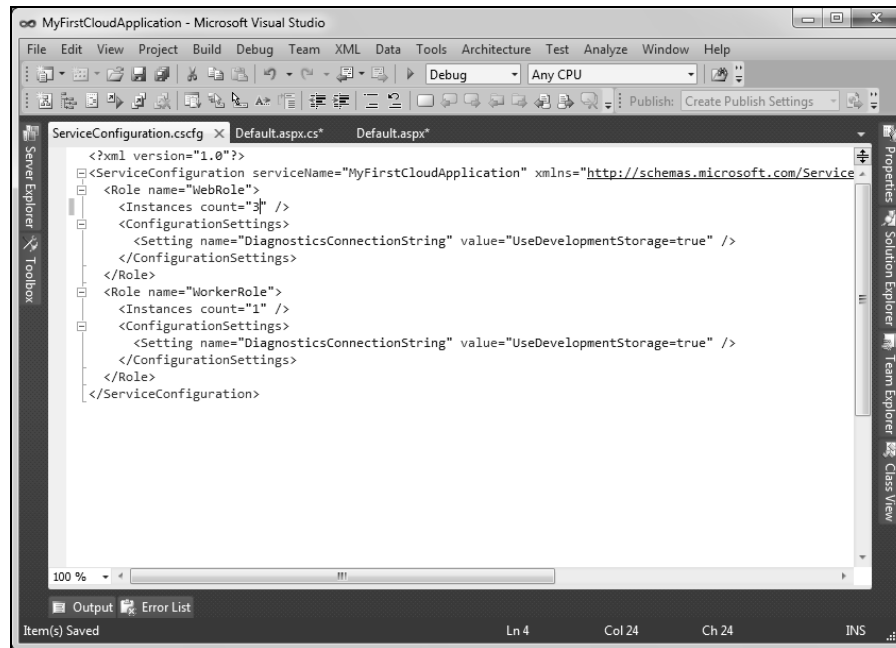 MyFirstCloudApplication - Microsoft Visual Studio
File Edit View Project Build Debug Team XML Data Tools Architecture Test Analyze Window Help
Debug Any CPU
Publish: Create Publish Settings
ServiceConfiguration.cscfg Default.aspx.cs* Default.aspx*
<?xml version="1.0"?>
<ServiceConfiguration serviceName="MyFirstCloudApplication" xmlns="http://schemas.microsoft.com/Service
<Role name="WebRole">
<Instances count="3" />
<ConfigurationSettings>
<Setting name="DiagnosticsConnectionString" value="UseDevelopmentStorage=true" />
</ConfigurationSettings>
</Role>
<Role name="WorkerRole">
<Instances count="1" />
<ConfigurationSettings>
<Setting name="DiagnosticsConnectionString" value="UseDevelopmentStorage=true" />
</ConfigurationSettings>
</Role>
</ServiceConfiguration>
Server Explorer
Toolbox
Properties
Solution Explorer
Team Explorer
Class View
100 %
Output Error List
Item(s) Saved Ln 4 Col 24 Ch 24 INS